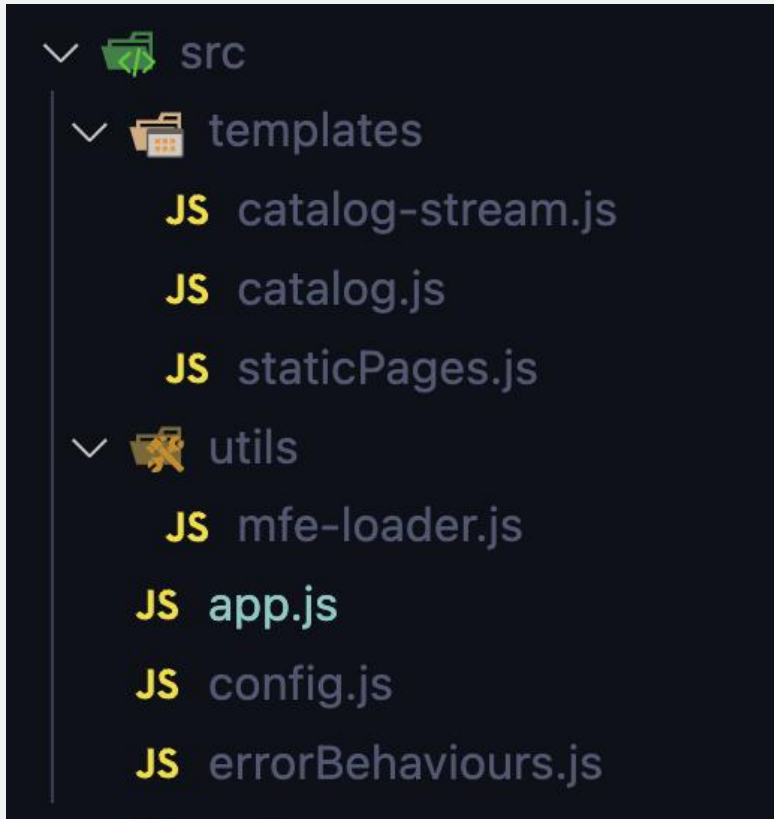 src
templates
JS catalog-stream.js
JS catalog.js
JS staticPages.js
utils
JS mfe-loader.js
JS app.js
JS config.js
JS errorBehaviours.js